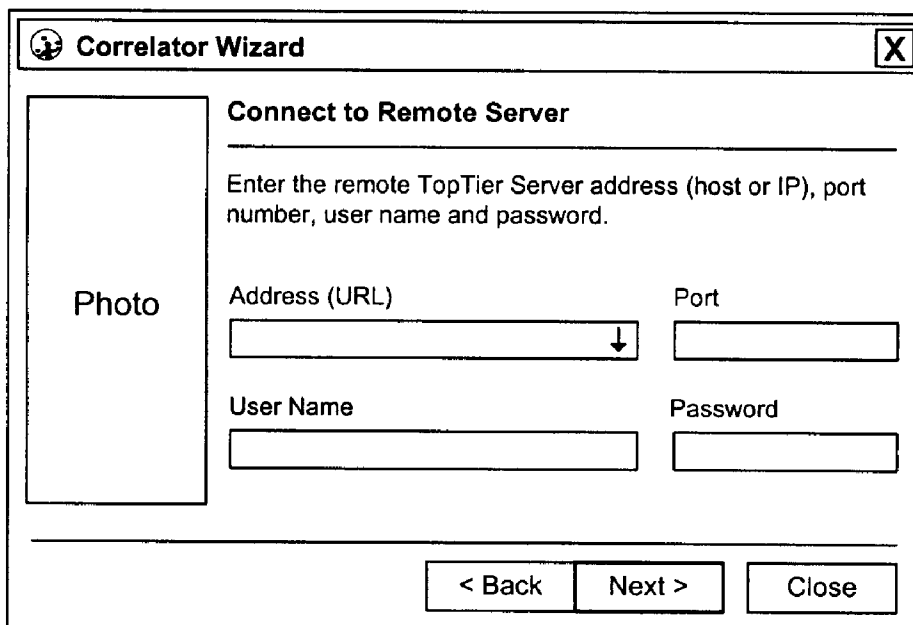 Correlator Wizard
X
Connect to Remote Server
Enter the remote TopTier Server address (host or IP), port
number, user name and password.
Photo
Address (URL)
Port
User Name
Password
< Back
Next >
Close